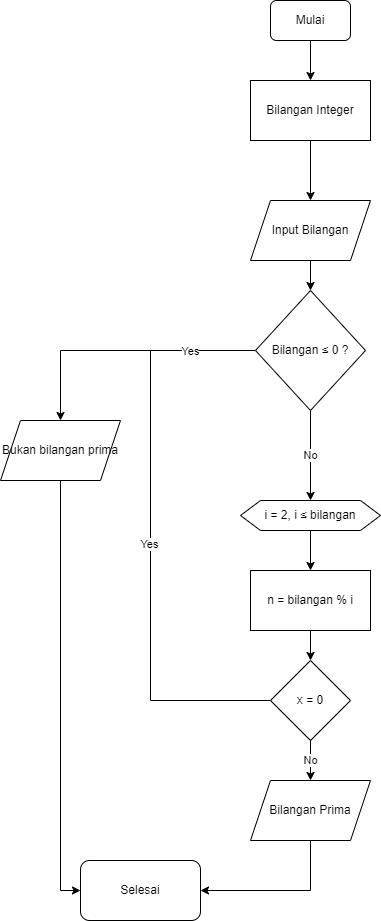 Mulai
Bilangan Integer
Input Bilangan
Bilangan ≤ 0 ?
Yes
Bukan bilangan prima
No
i = 2, i ≤ bilangan
Yes
n = bilangan % i
x = 0
No
Bilangan Prima
Selesai